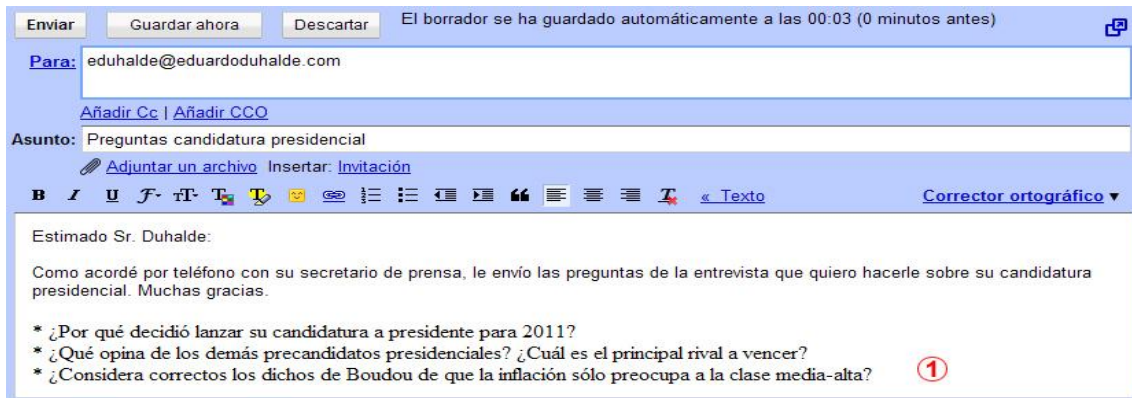 Enviar Guardar ahora Descartar El borrador se ha guardado automáticamente a las 00:03 (0 minutos antes)
Para: eduhalde@eduardoduhalde.com
Añadir Cc | Añadir CCO
Asunto: Preguntas candidatura presidencial
Adjuntar un archivo Insertar: Invitación
B I U F T T T « Texto Corrector ortográfico ▼
Estimado Sr. Duhalde:
Como acordé por teléfono con su secretario de prensa, le envío las preguntas de la entrevista que quiero hacerle sobre su candidatura
presidencial. Muchas gracias.
* ¿Por qué decidió lanzar su candidatura a presidente para 2011?
* ¿Qué opina de los demás precandidatos presidenciales? ¿Cuál es el principal rival a vencer?
* ¿Considera correctos los dichos de Boudou de que la inflación sólo preocupa a la clase media-alta? 1